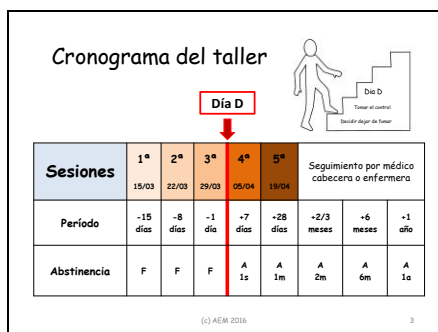 Cronograma del taller
Día D
Tomar el control
Decidir dejar de fumar
Día D
Sesiones
1ª
15/03
2ª
22/03
3ª
29/03
4ª
05/04
5ª
19/04
Seguimiento por médico
cabecera o enfermera
Período
-15
días
-8
días
-1
día
+7
días
+28
días
+2/3
meses
+6
meses
+1
año
Abstinencia
F
F
F
A
1s
A
1m
A
2m
A
6m
A
1a
(c) AEM 2016
3